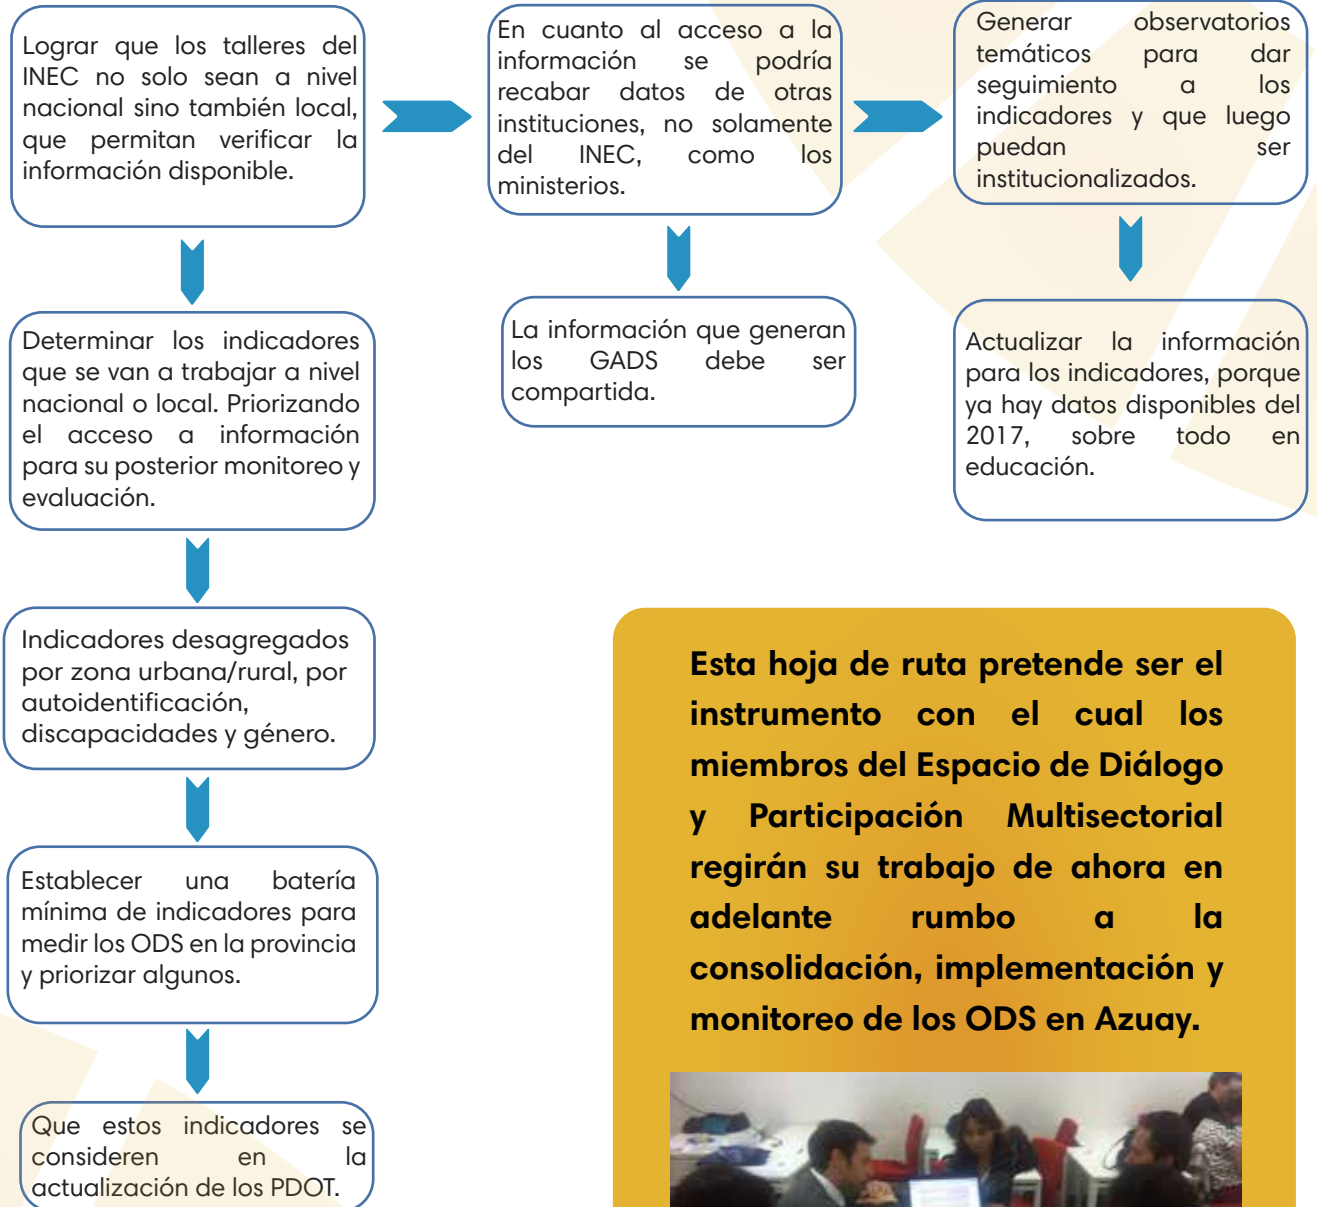 Lograr que los talleres del
INEC no solo sean a nivel
nacional sino también local,
que permitan verificar la
información disponible.
En cuanto al acceso a la
información se podría
recabar datos de otras
instituciones, no solamente
del INEC, como los
ministerios.
Generar observatorios
temáticos para dar
seguimiento a los
indicadores y que luego
puedan ser
institucionalizados.
Determinar los indicadores
que se van a trabajar a nivel
nacional o local. Priorizando
el acceso a información
para su posterior monitoreo y
evaluación.
La información que generan
los GADS debe ser
compartida.
Actualizar la información
para los indicadores, porque
ya hay datos disponibles del
2017, sobre todo en
educación.
Indicadores desagregados
por zona urbana/rural, por
autoidentificación,
discapacidades y género.
Establecer una batería
mínima de indicadores para
medir los ODS en la provincia
y priorizar algunos.
Que estos indicadores se
consideren en la
actualización de los PDOT.
Esta hoja de ruta pretende ser el
instrumento con el cual los
miembros del Espacio de Diálogo
y Participación Multisectorial
regirán su trabajo de ahora en
adelante rumbo a la
consolidación, implementación y
monitoreo de los ODS en Azuay.